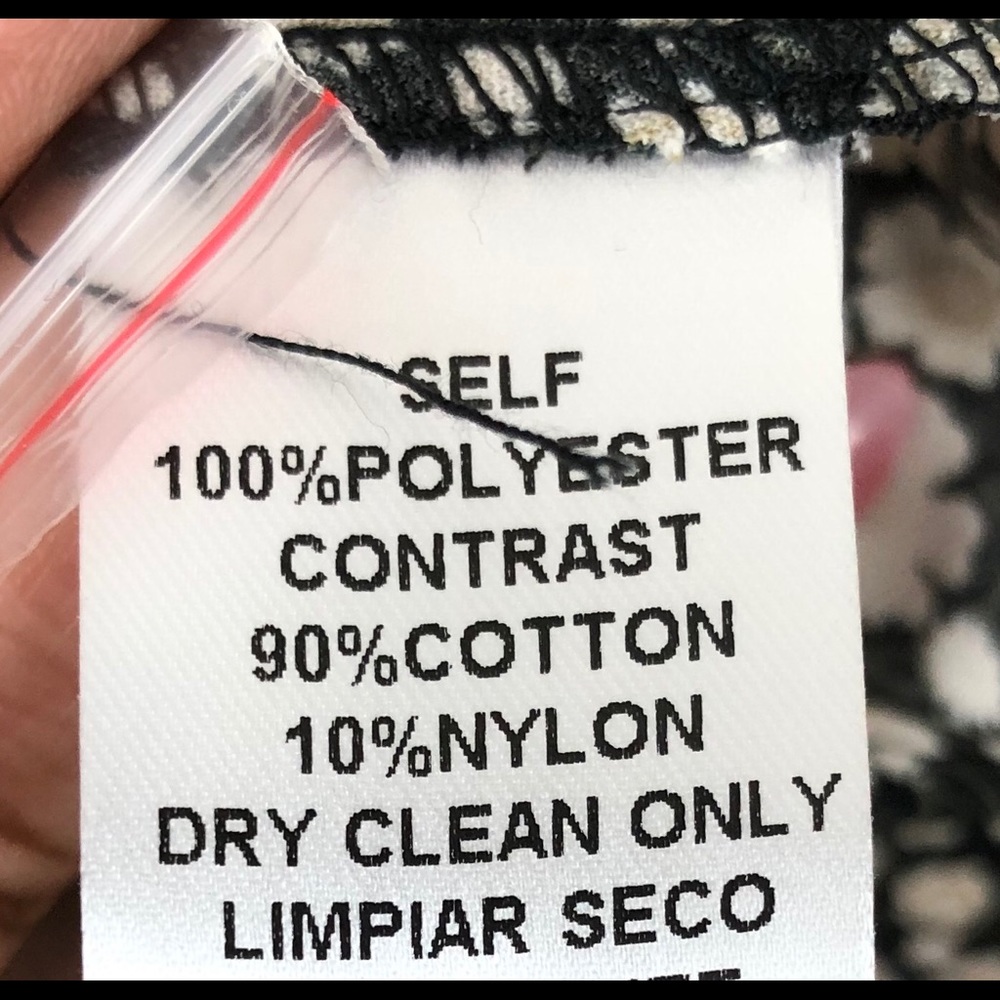 SELF
100%POLYESTER
CONTRAST
90%COTTON
10%NYLON
DRY CLEAN ONLY
LIMPIAR SECO